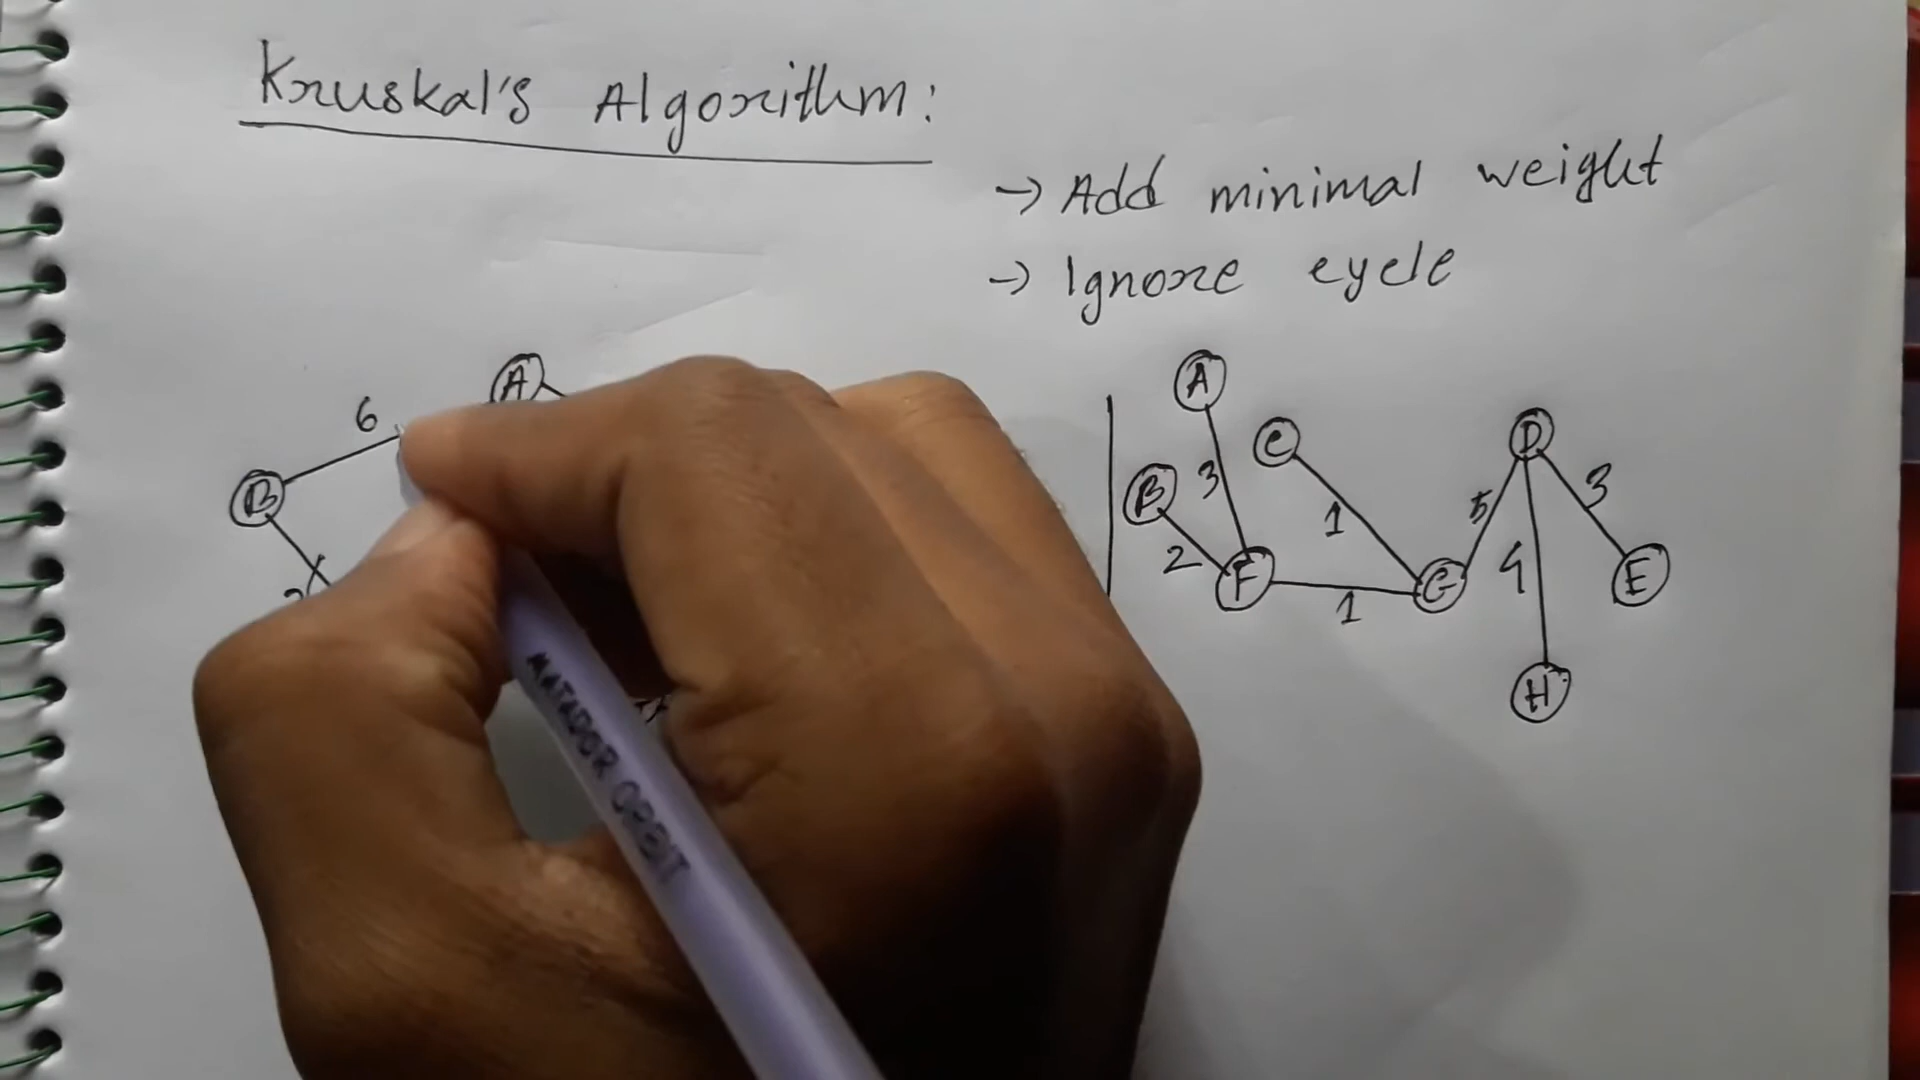 Kruskal's Algorithm:
→ Add minimal weight
→ Ignore cycle
A
6
B
A
C
B
3
D
3
1
5
2
F
1
G
4
E
H
MATADOR ORBIT